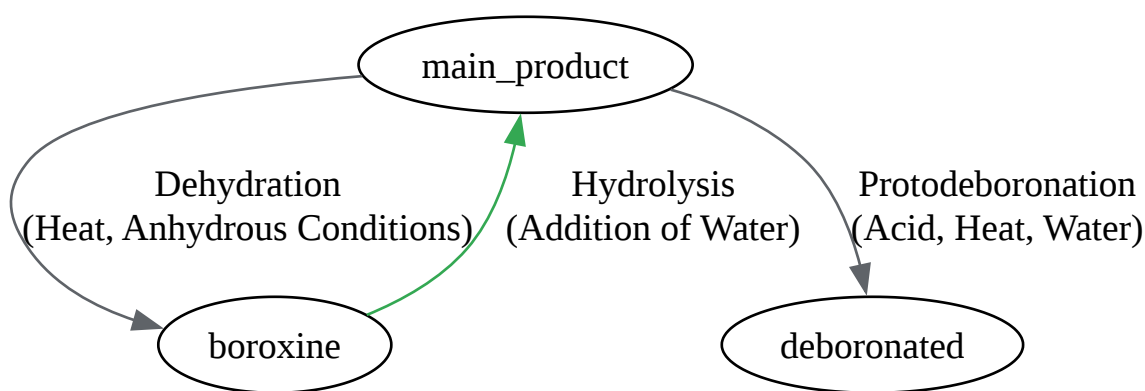 main_product
Dehydration
(Heat, Anhydrous Conditions)
Hydrolysis
(Addition of Water)
Protodeboronation
(Acid, Heat, Water)
boroxine
deboronated